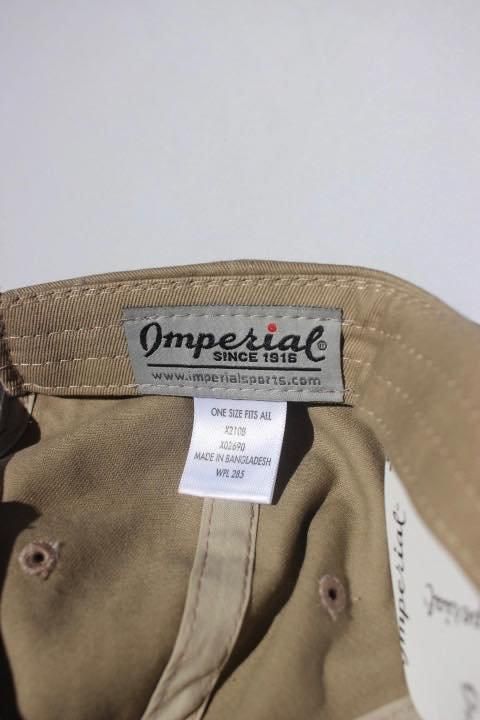 Imperial®
SINCE 1916
www.imperialsports.com
ONE SIZE FITS ALL
X210B
X02690
MADE IN BANGLADESH
WPL 285
Imperial